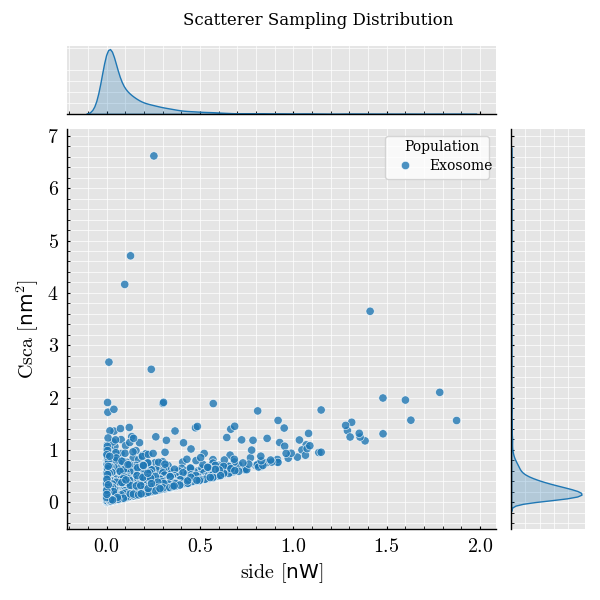 Scatterer Sampling Distribution
7
6
5
4
3
2
1
0
Csca [nm²]
Population
Exosome
0.0 0.5 1.0 1.5 2.0
side [nW]